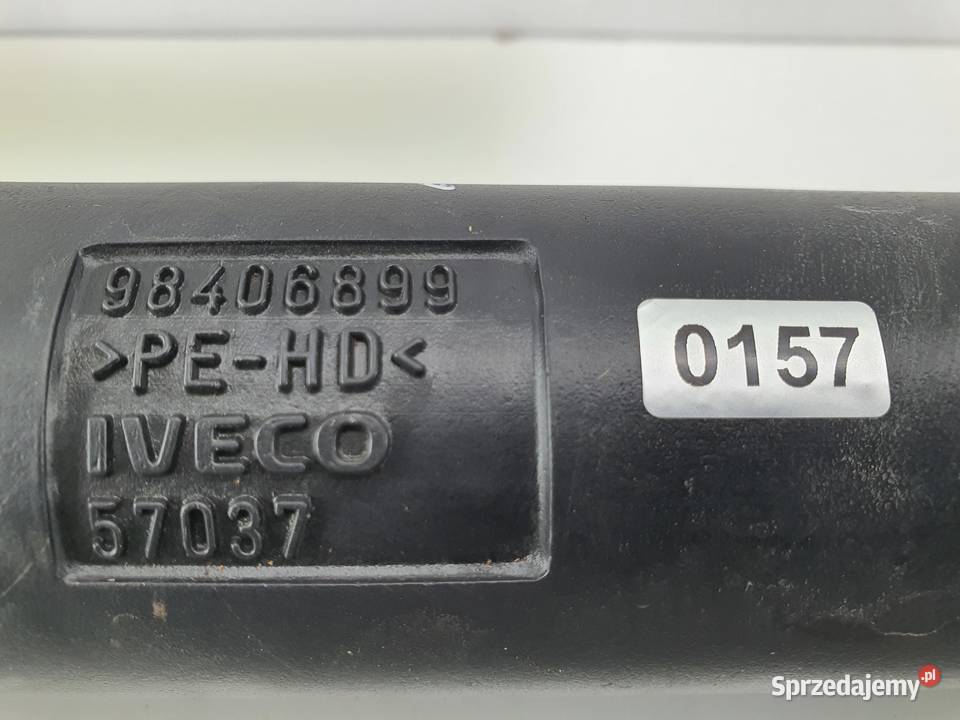 98406899
>PE-HD<
IVECO
57037
0157
Sprzedajemy.pl